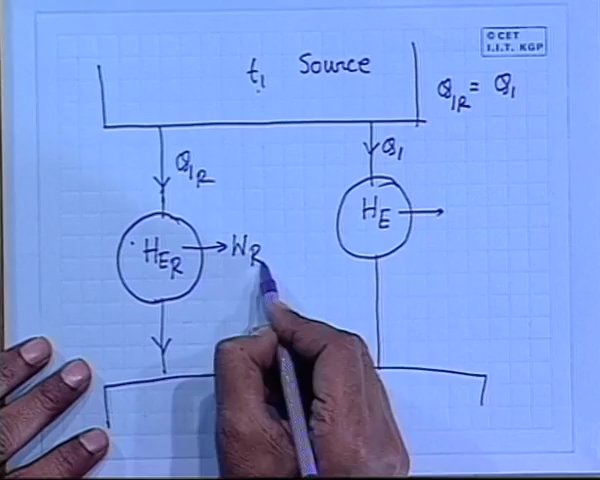 © CET
I.I.T. KGP
t₁ Source
Q₁R = Q₁
Q₁R
Q₁
HER
WR
HE